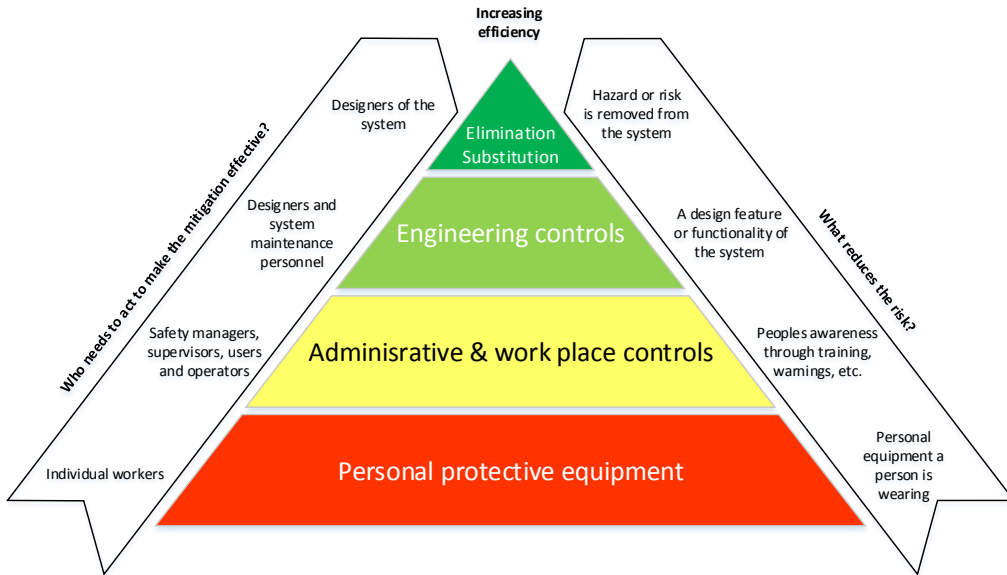 Increasing
efficiency
Who needs to act to make the mitigation effective?
Designers of the
system
Designers and
system
maintenance
personnel
Safety managers,
supervisors, users
and operators
Individual workers
Elimination
Substitution
Engineering controls
Adminisrative & work place controls
Personal protective equipment
Hazard or risk
is removed from
the system
A design feature
or functionality of
the system
Peoples awareness
through training,
warnings, etc.
Personal
equipment a
person is
wearing
What reduces the risk?